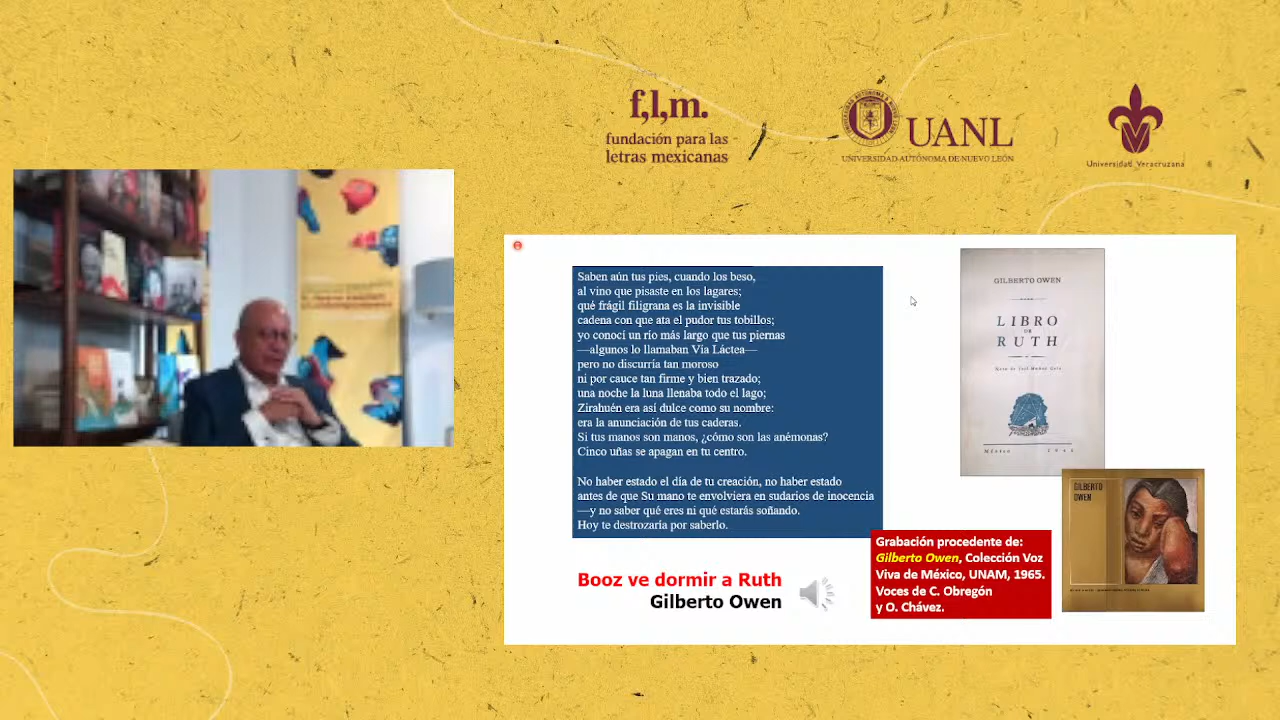 f,l,m.
fundación para las
letras mexicanas
UANL
UNIVERSIDAD AUTÓNOMA DE NUEVO LEÓN
Universidad Veracruzana
Saben aún tus pies, cuando los beso,
al vino que pisaste en los lagares;
qué frágil filigrana es la invisible
cadena con que ata el pudor tus tobillos;
yo conocí un río más largo que tus piernas
—algunos lo llamaban Vía Láctea—
pero no discurría tan moroso
ni por cauce tan firme y bien trazado;
una noche la luna llenaba todo el lago;
Zirahuén era así dulce como su nombre:
era la anunciación de tus caderas.
Si tus manos son manos, ¿cómo son las anémonas?
Cinco uñas se apagan en tu centro.
No haber estado el día de tu creación, no haber estado
antes de que Su mano te envolviera en sudarios de inocencia
—y no saber qué eres ni qué estarás soñando.
Hoy te destrozaría por saberlo.
Booz ve dormir a Ruth
Gilberto Owen
GILBERTO OWEN
LIBRO
DE
RUTH
México
Grabación procedente de:
Gilberto Owen, Colección Voz
Viva de México, UNAM, 1965.
Voces de C. Obregón
y O. Chávez.
GILBERTO
OWEN